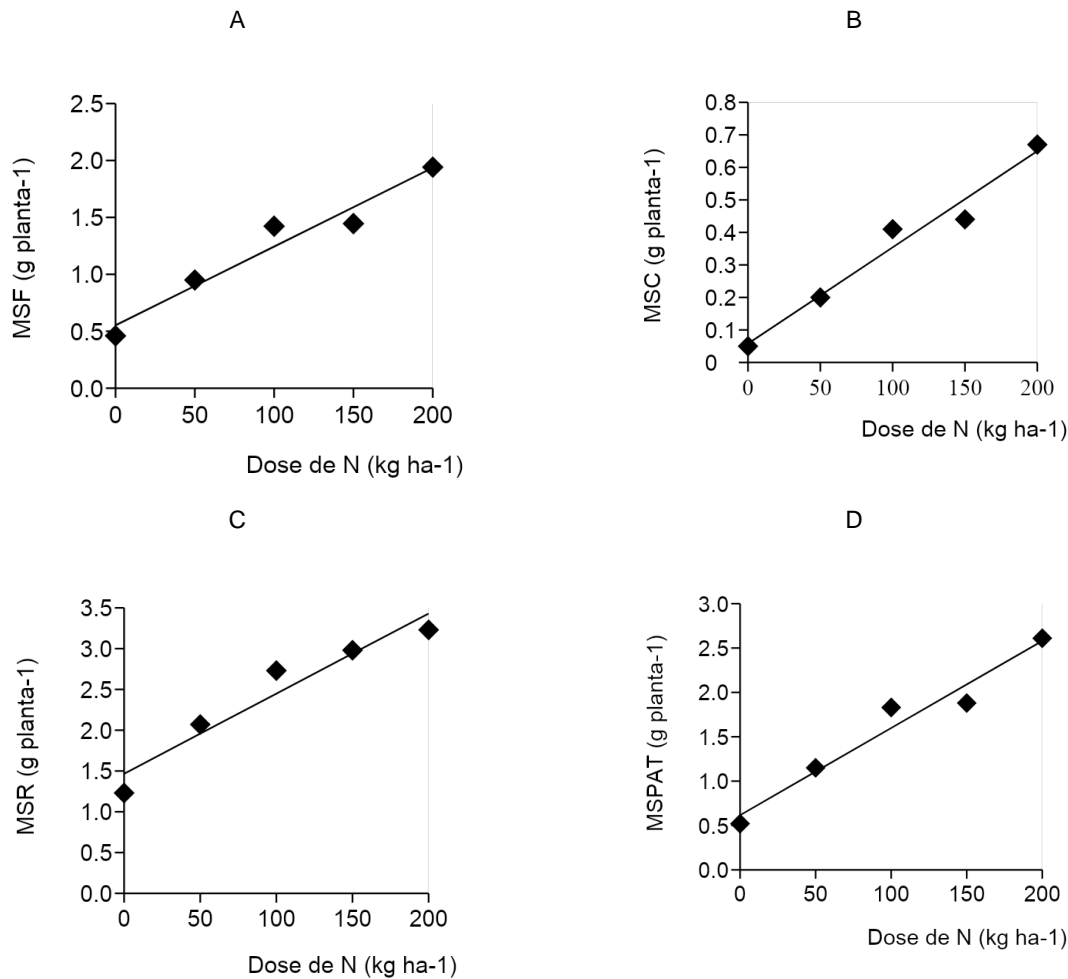 A
2.5
2.0
1.5
1.0
0.5
0.0
MSF (g planta-1)
0 50 100 150 200
Dose de N (kg ha-1)
B
0.8
0.7
0.6
0.5
0.4
0.3
0.2
0.1
0
MSC (g planta-1)
0 50 100 150 200
Dose de N (kg ha-1)
C
3.5
3.0
2.5
2.0
1.5
1.0
0.5
0.0
MSR (g planta-1)
0 50 100 150 200
Dose de N (kg ha-1)
D
3.0
2.5
2.0
1.5
1.0
0.5
0.0
MSPAT (g planta-1)
0 50 100 150 200
Dose de N (kg ha-1)